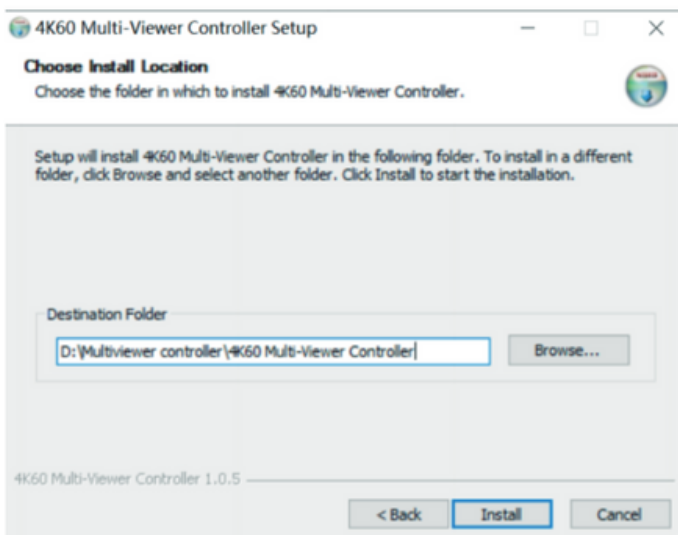 4K60 Multi-Viewer Controller Setup
Choose Install Location
Choose the folder in which to install 4K60 Multi-Viewer Controller.
Setup will install 4K60 Multi-Viewer Controller in the following folder. To install in a different
folder, click Browse and select another folder. Click Install to start the installation.
Destination Folder
D:\Multiviewer controller\4K60 Multi-Viewer Controller
Browse...
4K60 Multi-Viewer Controller 1.0.5
< Back
Install
Cancel